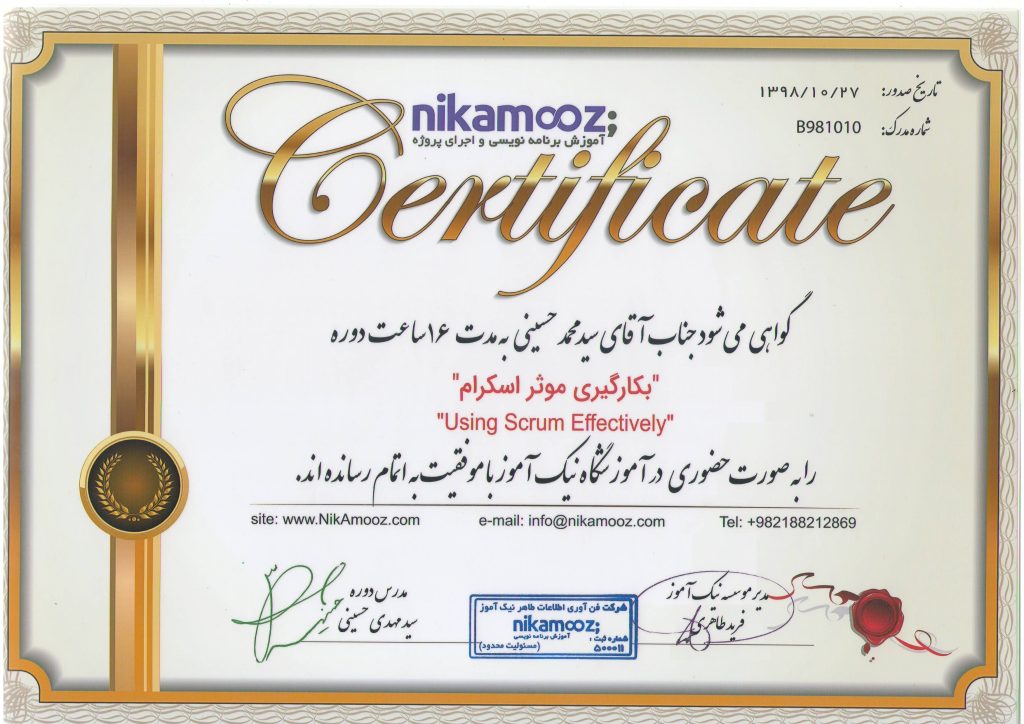 تاریخ صدور: ۱۳۹۸/۱۰/۲۷
شماره مدرک: B981010
nikamooz;
آموزش برنامه نویسی و اجرای پروژه
Certificate
گواهی می شود جناب آقای سید محمد حسینی به مدت ۱۶ ساعت دوره
"بکارگیری موثر اسکرام"
"Using Scrum Effectively"
را به صورت حضوری در آموزشگاه نیک آموز با موفقیت به اتمام رسانده اند.
site: www.NikAmooz.com e-mail: info@nikamooz.com Tel: +982188212869
مدیر موسسه نیک آموز
فرید طاهری
شرکت فن آوری اطلاعات طاهر نیک آموز
nikamooz;
آموزش برنامه نویسی
شماره ثبت :
۵۰۰۰۱۱
(مسئولیت محدود)
مدرس دوره
سید مهدی حسینی